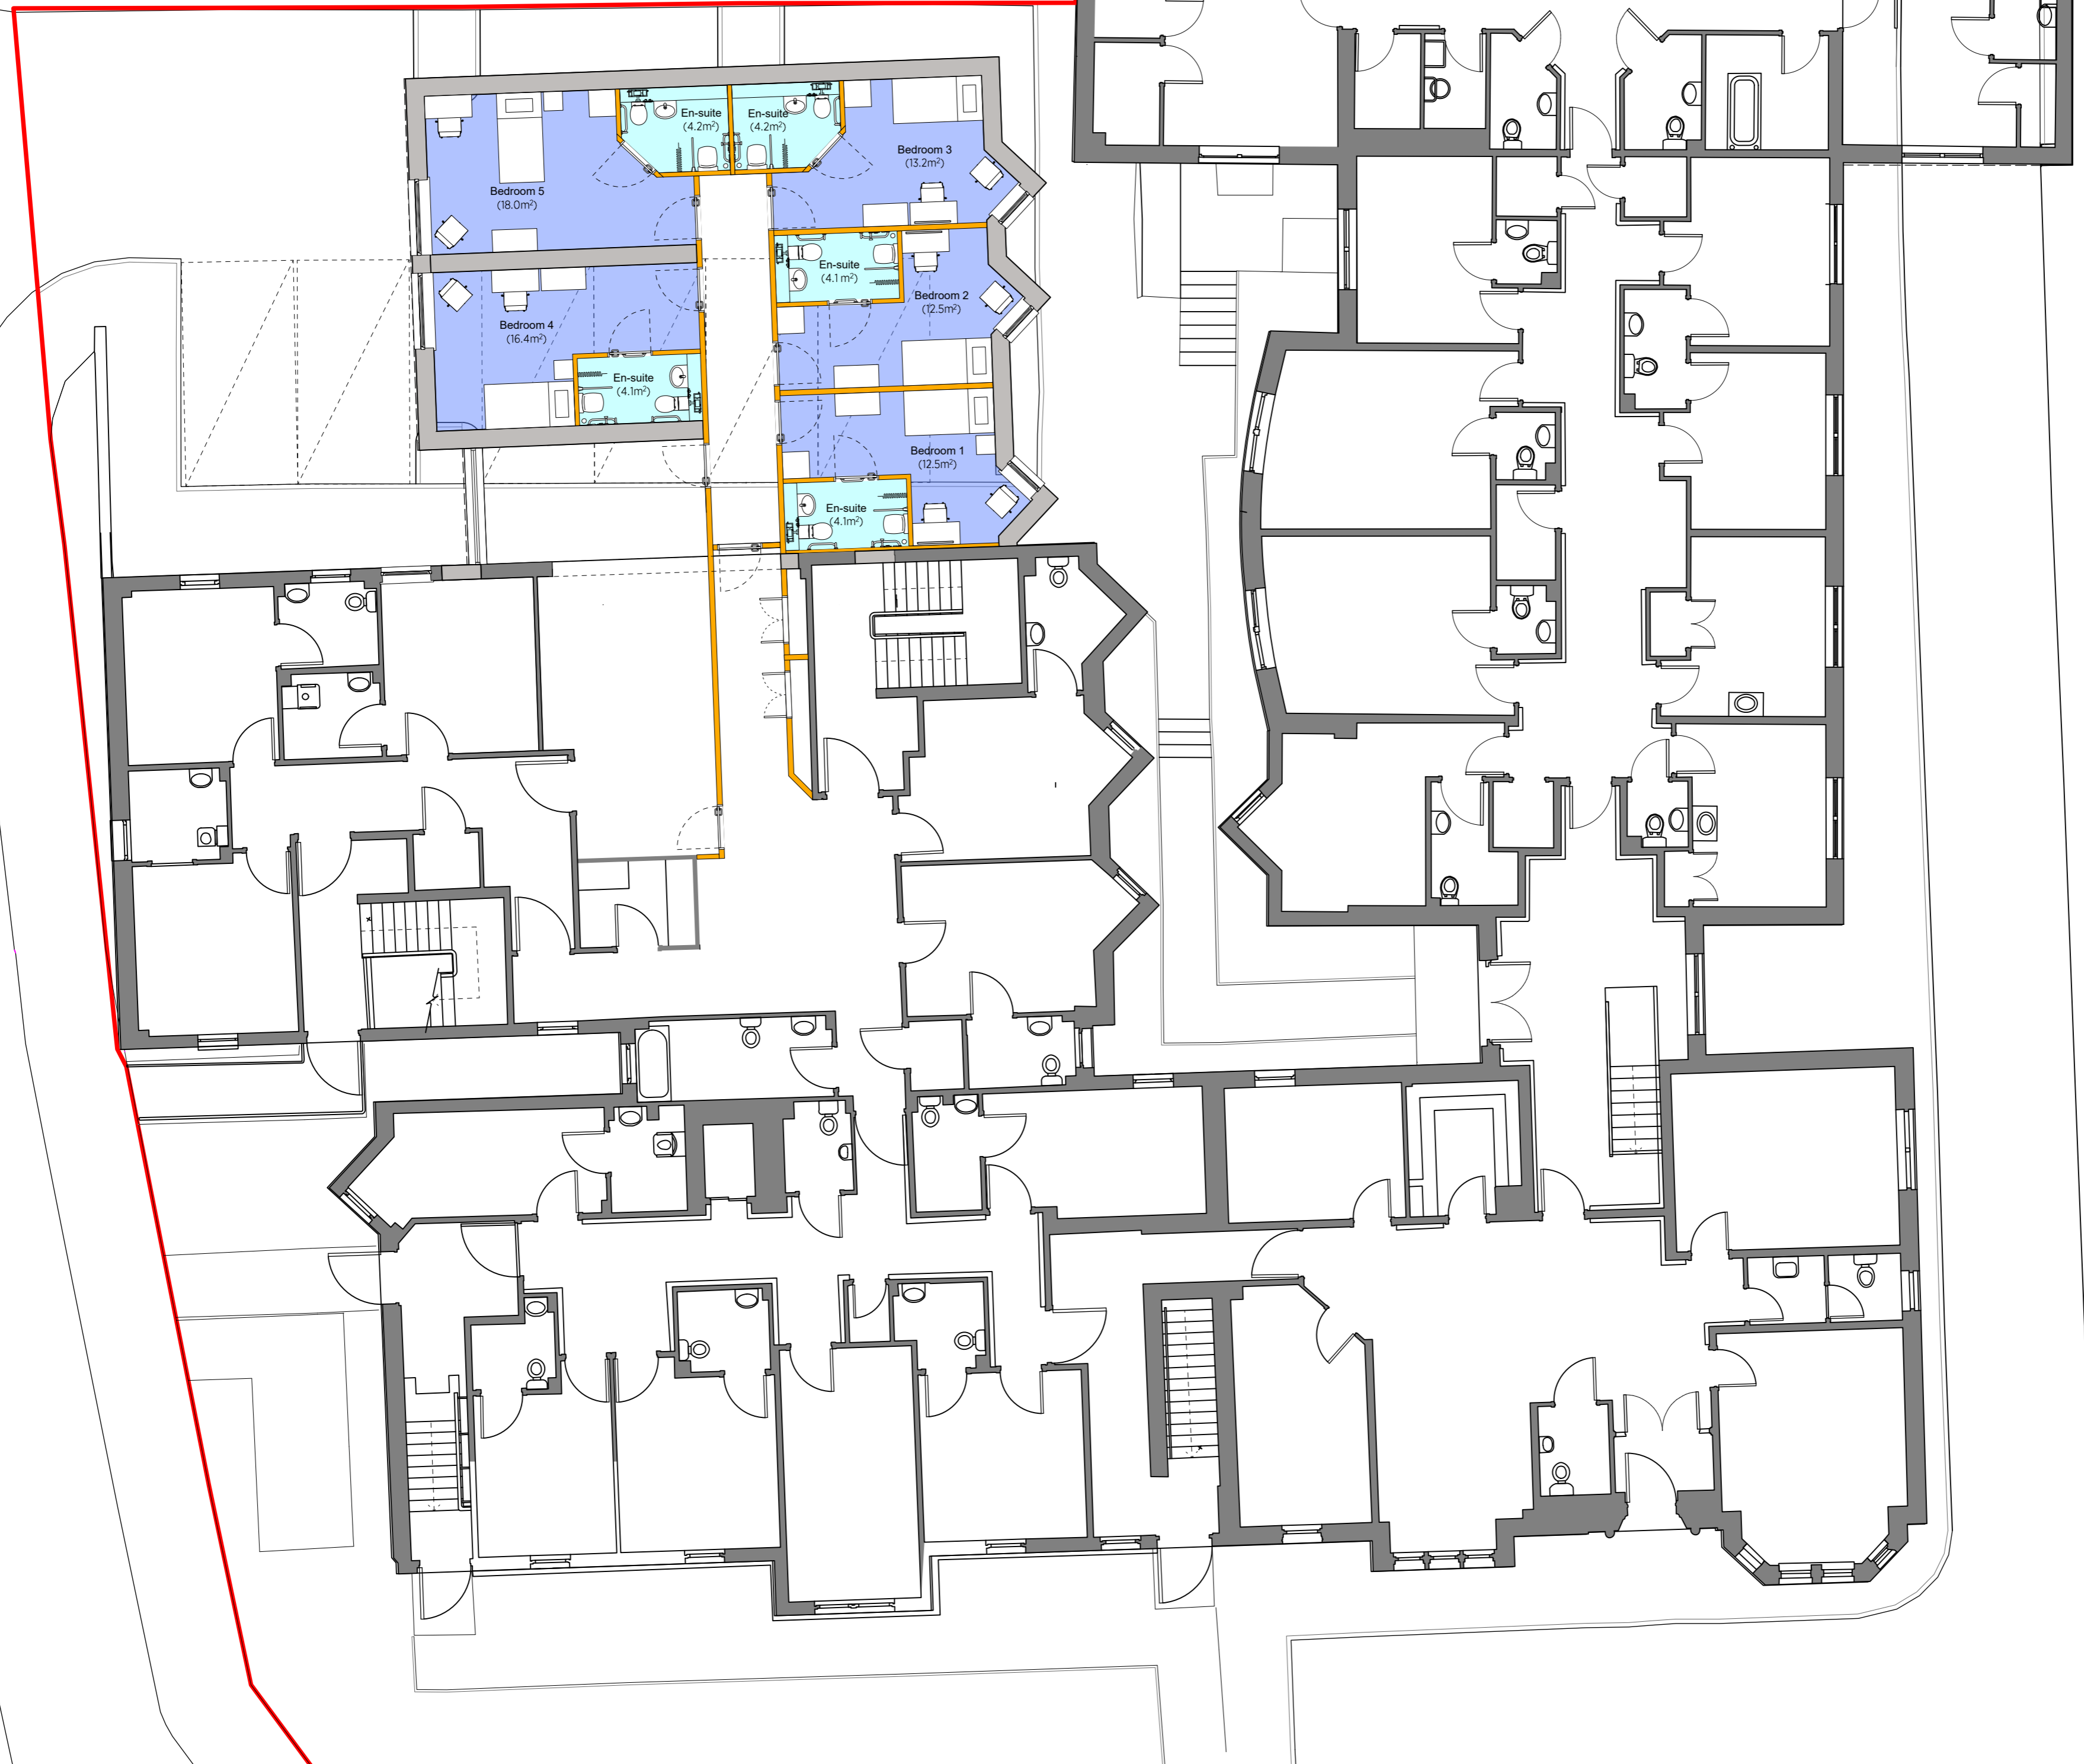 En-suite
(4.2m²)
En-suite
(4.2m²)
Bedroom 3
(13.2m²)
Bedroom 5
(18.0m²)
En-suite
(4.1 m²)
Bedroom 2
(12.5m²)
Bedroom 4
(16.4m²)
En-suite
(4.1m²)
Bedroom 1
(12.5m²)
En-suite
(4.1m²)